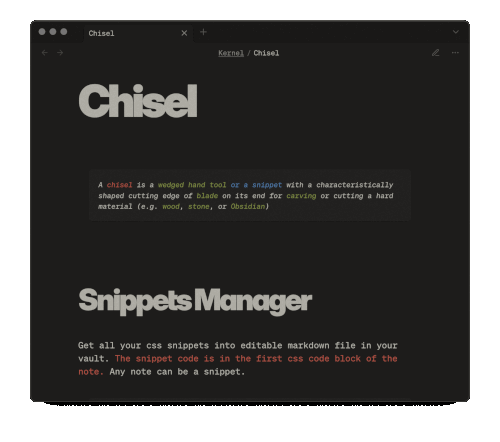 Chisel
Kernel / Chisel
Chisel
A chisel is a wedged hand tool or a snippet with a characteristically
shaped cutting edge of blade on its end for carving or cutting a hard
material (e.g. wood, stone, or Obsidian)
Snippets Manager
Get all your css snippets into editable markdown file in your
vault. The snippet code is in the first css code block of the
note. Any note can be a snippet.